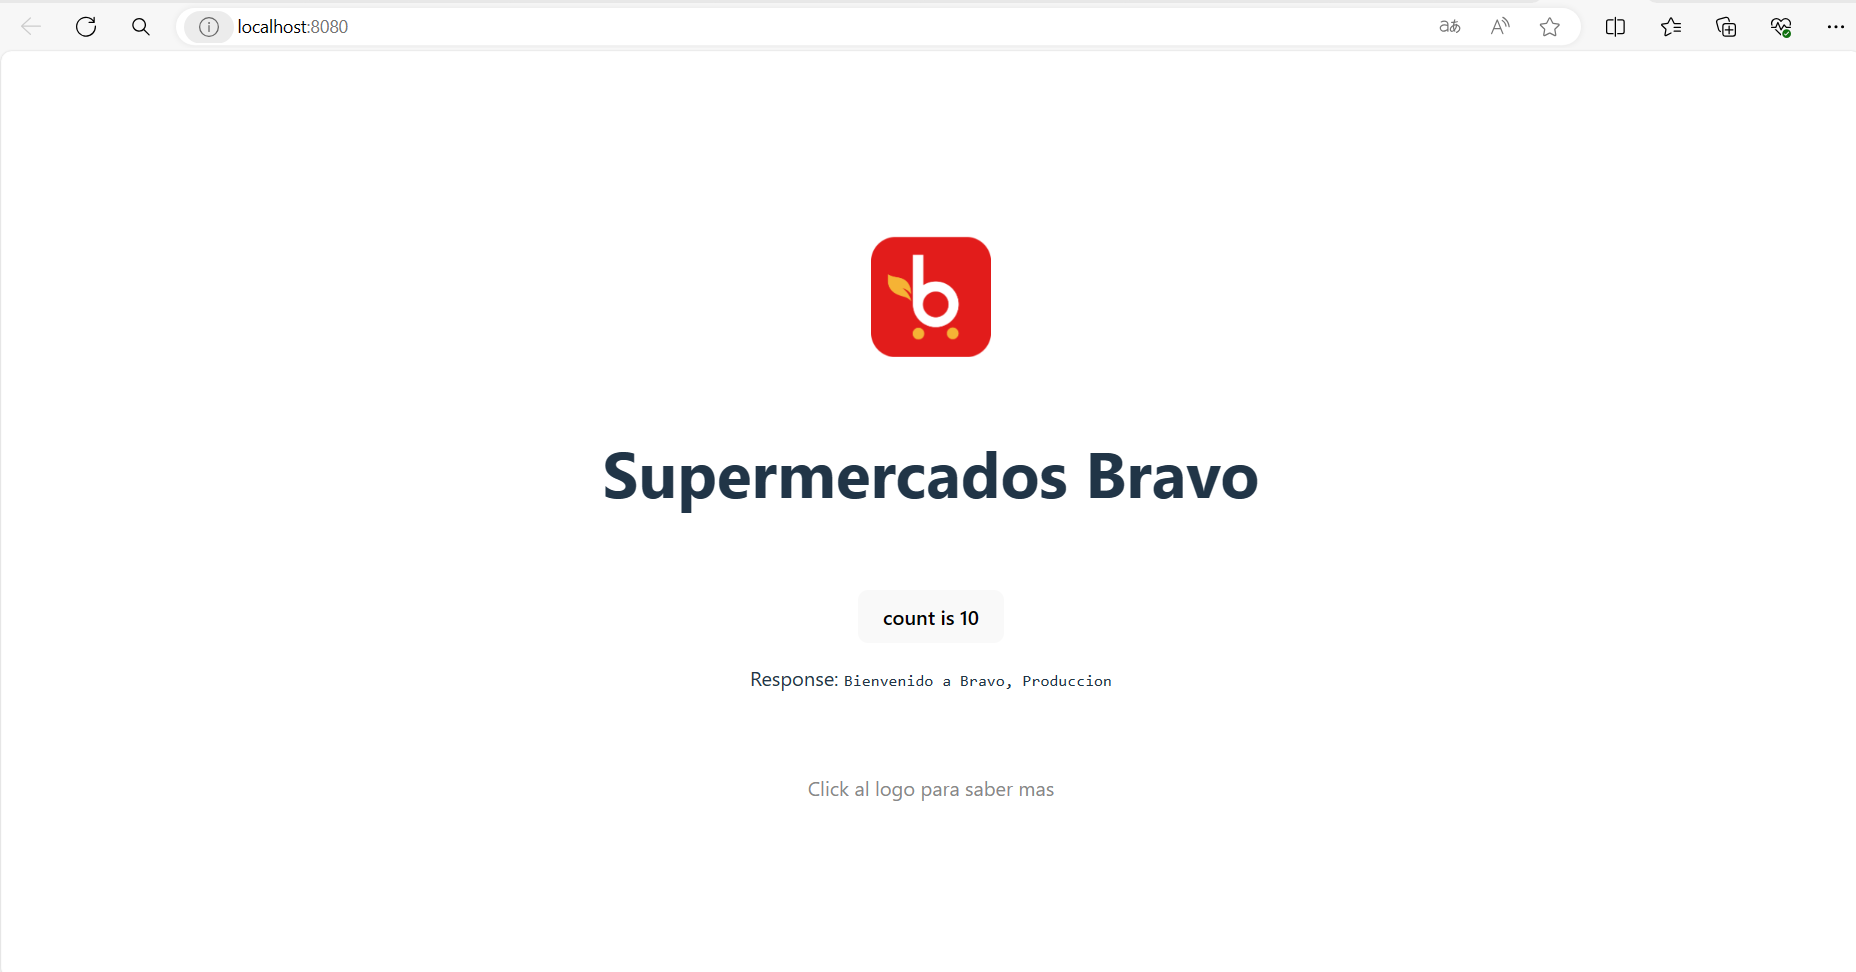 localhost:8080
b
Supermercados Bravo
count is 10
Response: Bienvenido a Bravo, Produccion
Click al logo para saber mas